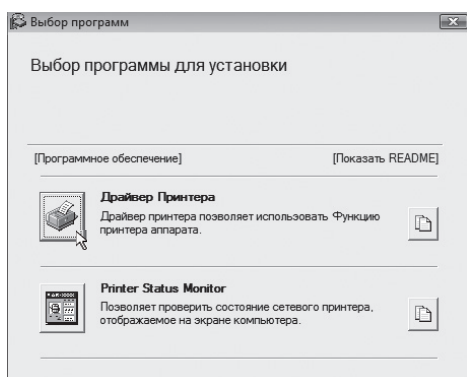 Выбор программ
Выбор программы для установки
[Программное обеспечение] [Показать README]
Драйвер Принтера
Драйвер принтера позволяет использовать Функцию
принтера аппарата.
Printer Status Monitor
Позволяет проверить состояние сетевого принтера,
отображаемое на экране компьютера.